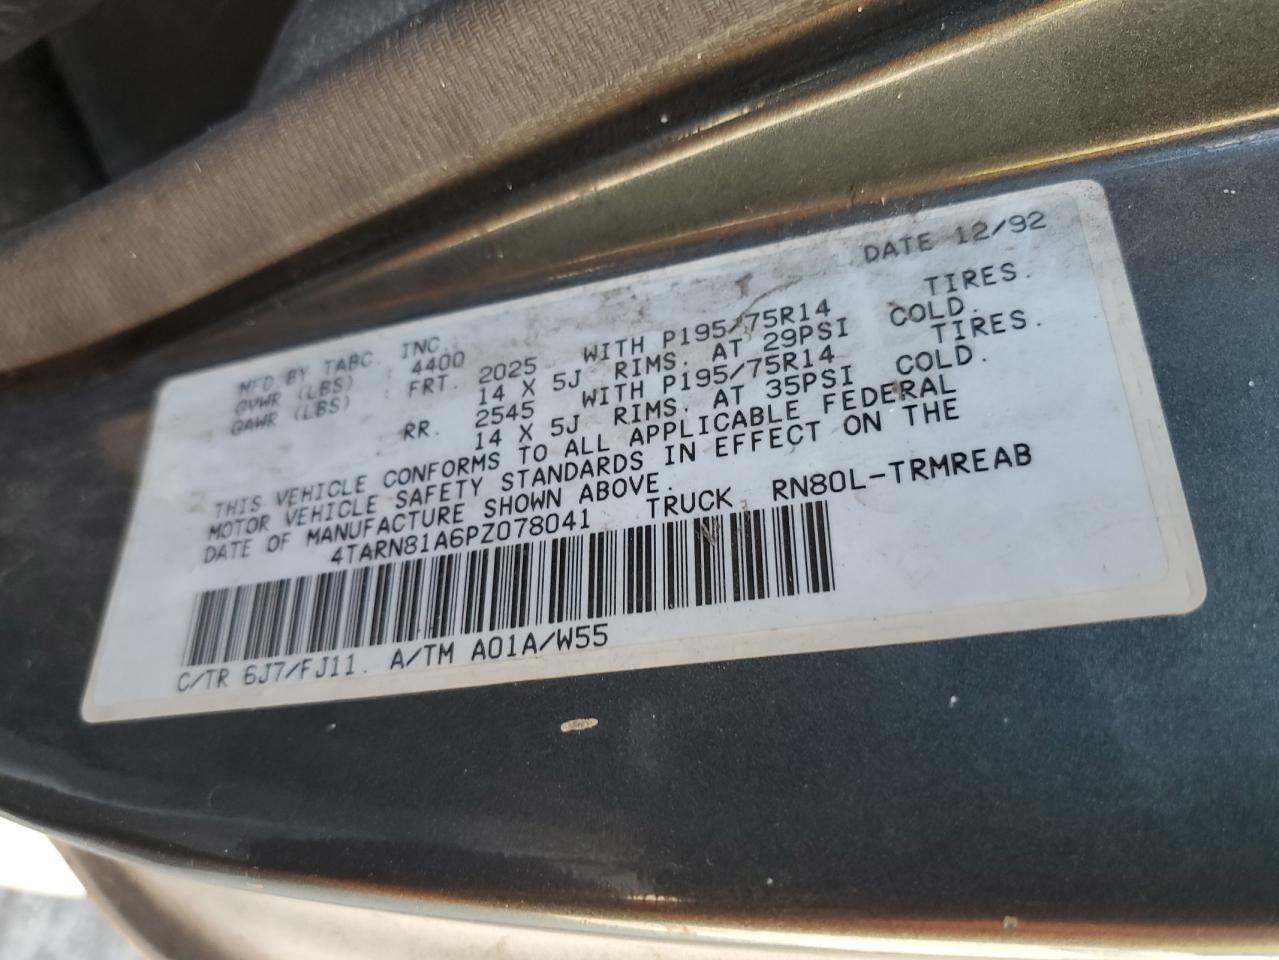 DATE 12/92
MFD BY TABC, INC.
GVWR (LBS) : 4400
GAWR (LBS) : FRT. 2025 WITH P195/75R14 TIRES.
14 X 5J RIMS. AT 29PSI COLD.
RR. 2545 WITH P195/75R14 TIRES.
14 X 5J RIMS. AT 35PSI COLD.
THIS VEHICLE CONFORMS TO ALL APPLICABLE FEDERAL
MOTOR VEHICLE SAFETY STANDARDS IN EFFECT ON THE
DATE OF MANUFACTURE SHOWN ABOVE.
4TARN81A6PZ078041 TRUCK RN80L-TRMREAB
C/TR 6J7/FJ11. A/TM A01A/W55